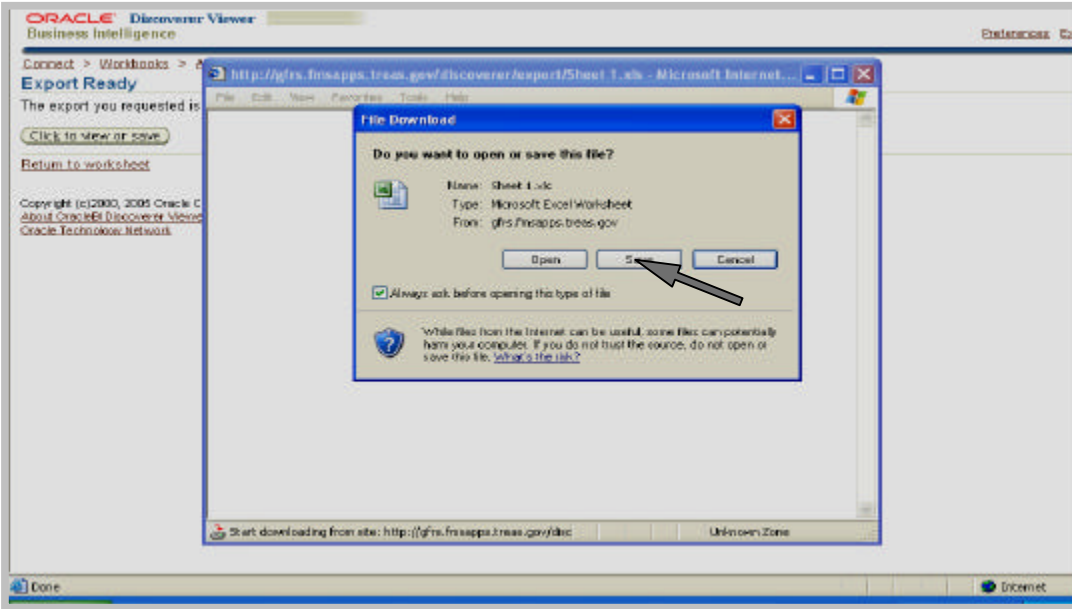 ORACLE Discoverer Viewer
Business Intelligence
Preferences
Connect > Workbooks >
Export Ready
The export you requested is
Click to view or save
Return to worksheet
Copyright (c)2000, 2005 Oracle C
About OracleBI Discoverer Viewe
Oracle Technology Network
http://gfrs.fmsapps.treas.gov/discoverer/export/Sheet 1.xls - Microsoft Internet...
File Edit View Favorites Tools Help
File Download
Do you want to open or save this file?
Name: Sheet 1.xls
Type: Microsoft Excel Worksheet
From: gfrs.fmsapps.treas.gov
Open Save Cancel
Always ask before opening this type of file
While files from the Internet can be useful, some files can potentially
harm your computer. If you do not trust the source, do not open or
save this file. What's the risk?
Start downloading from site: http://gfrs.fmsapps.treas.gov/disc
Unknown Zone
Done
Internet